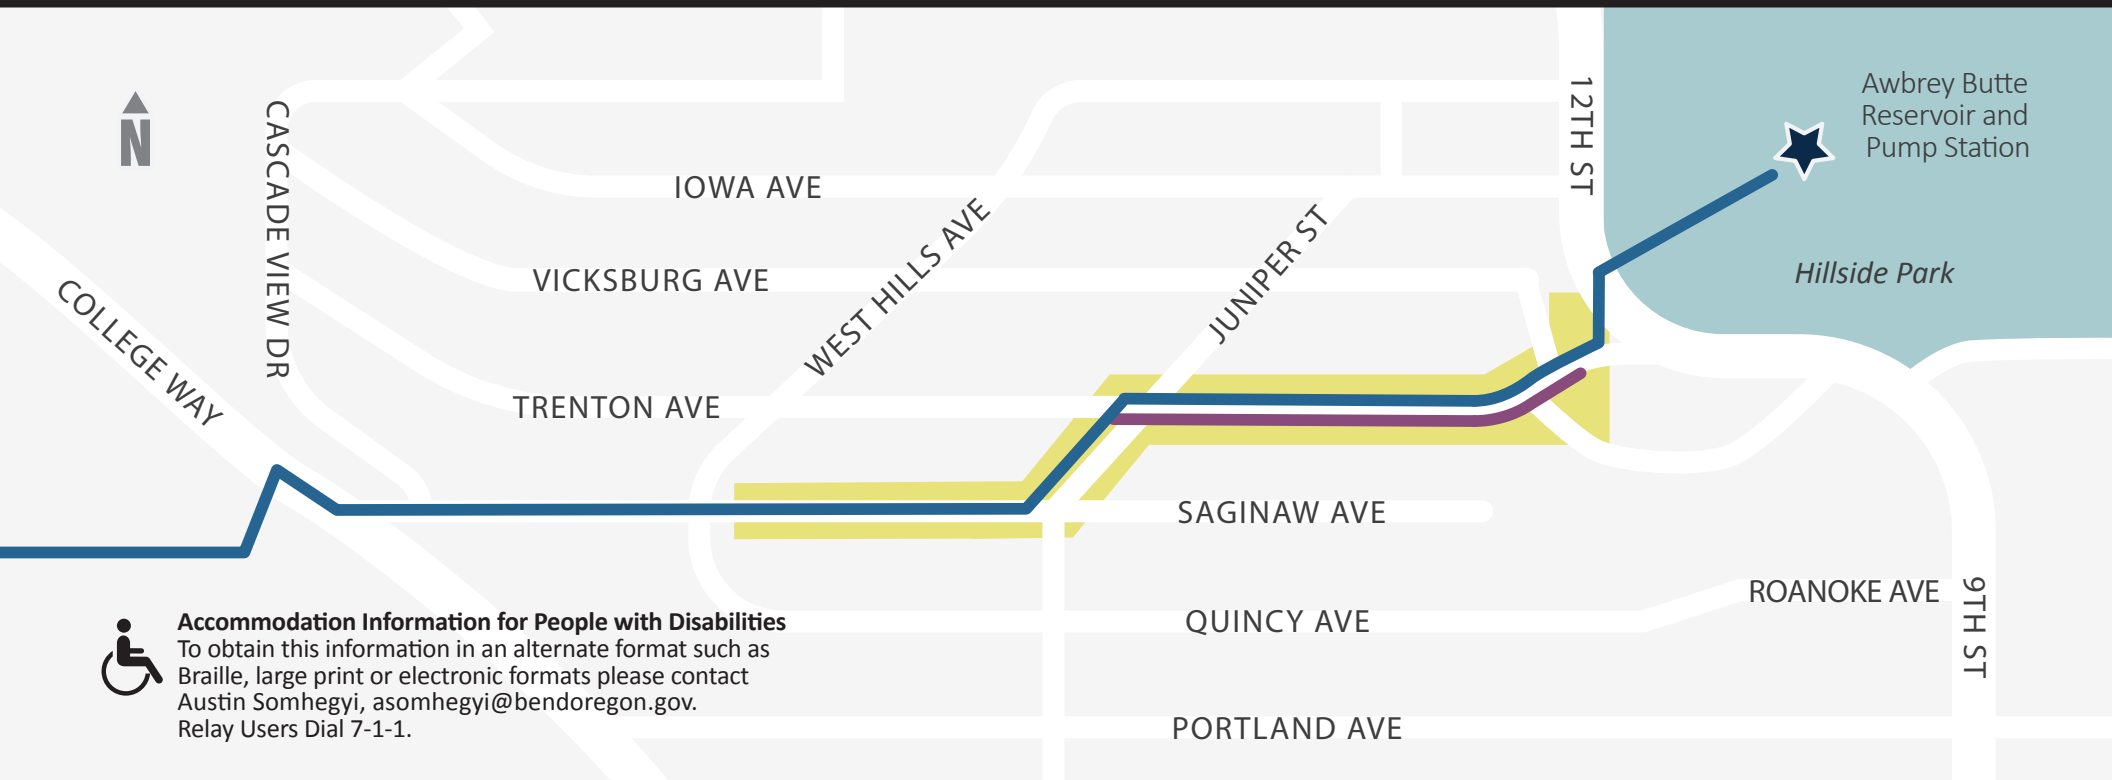 N
CASCADE VIEW DR
COLLEGE WAY
IOWA AVE
VICKSBURG AVE
WEST HILLS AVE
JUNIPER ST
TRENTON AVE
12TH ST
Awbrey Butte
Reservoir and
Pump Station
Hillside Park
SAGINAW AVE
QUINCY AVE
ROANOKE AVE
9TH ST
PORTLAND AVE
Accommodation Information for People with Disabilities
To obtain this information in an alternate format such as
Braille, large print or electronic formats please contact
Austin Somhegyi, asomhegyi@bendoregon.gov.
Relay Users Dial 7-1-1.